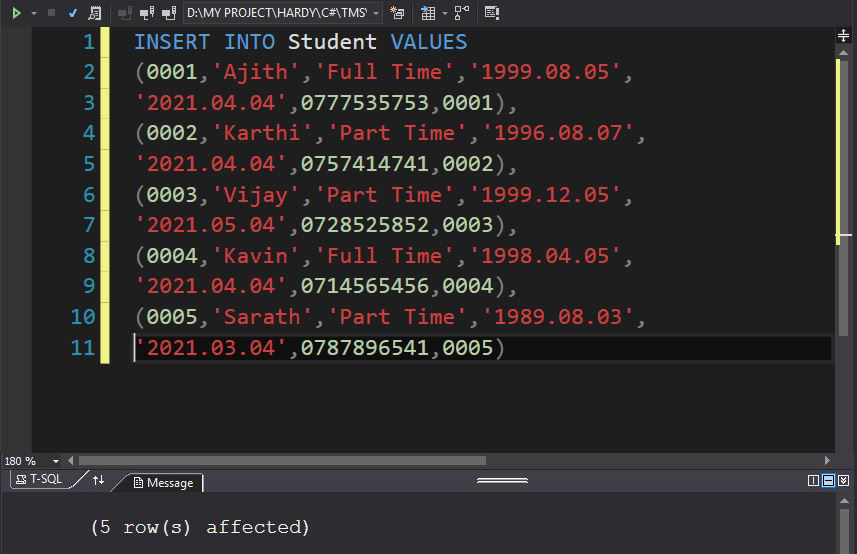 D:\MY PROJECT\HARDY\C#\TMS
1 INSERT INTO Student VALUES
2 (0001,'Ajith','Full Time','1999.08.05',
3 '2021.04.04',0777535753,0001),
4 (0002,'Karthi','Part Time','1996.08.07',
5 '2021.04.04',0757414741,0002),
6 (0003,'Vijay','Part Time','1999.12.05',
7 '2021.05.04',0728525852,0003),
8 (0004,'Kavin','Full Time','1998.04.05',
9 '2021.04.04',0714565456,0004),
10 (0005,'Sarath','Part Time','1989.08.03',
11 '2021.03.04',0787896541,0005)
180 %
T-SQL Message
(5 row(s) affected)